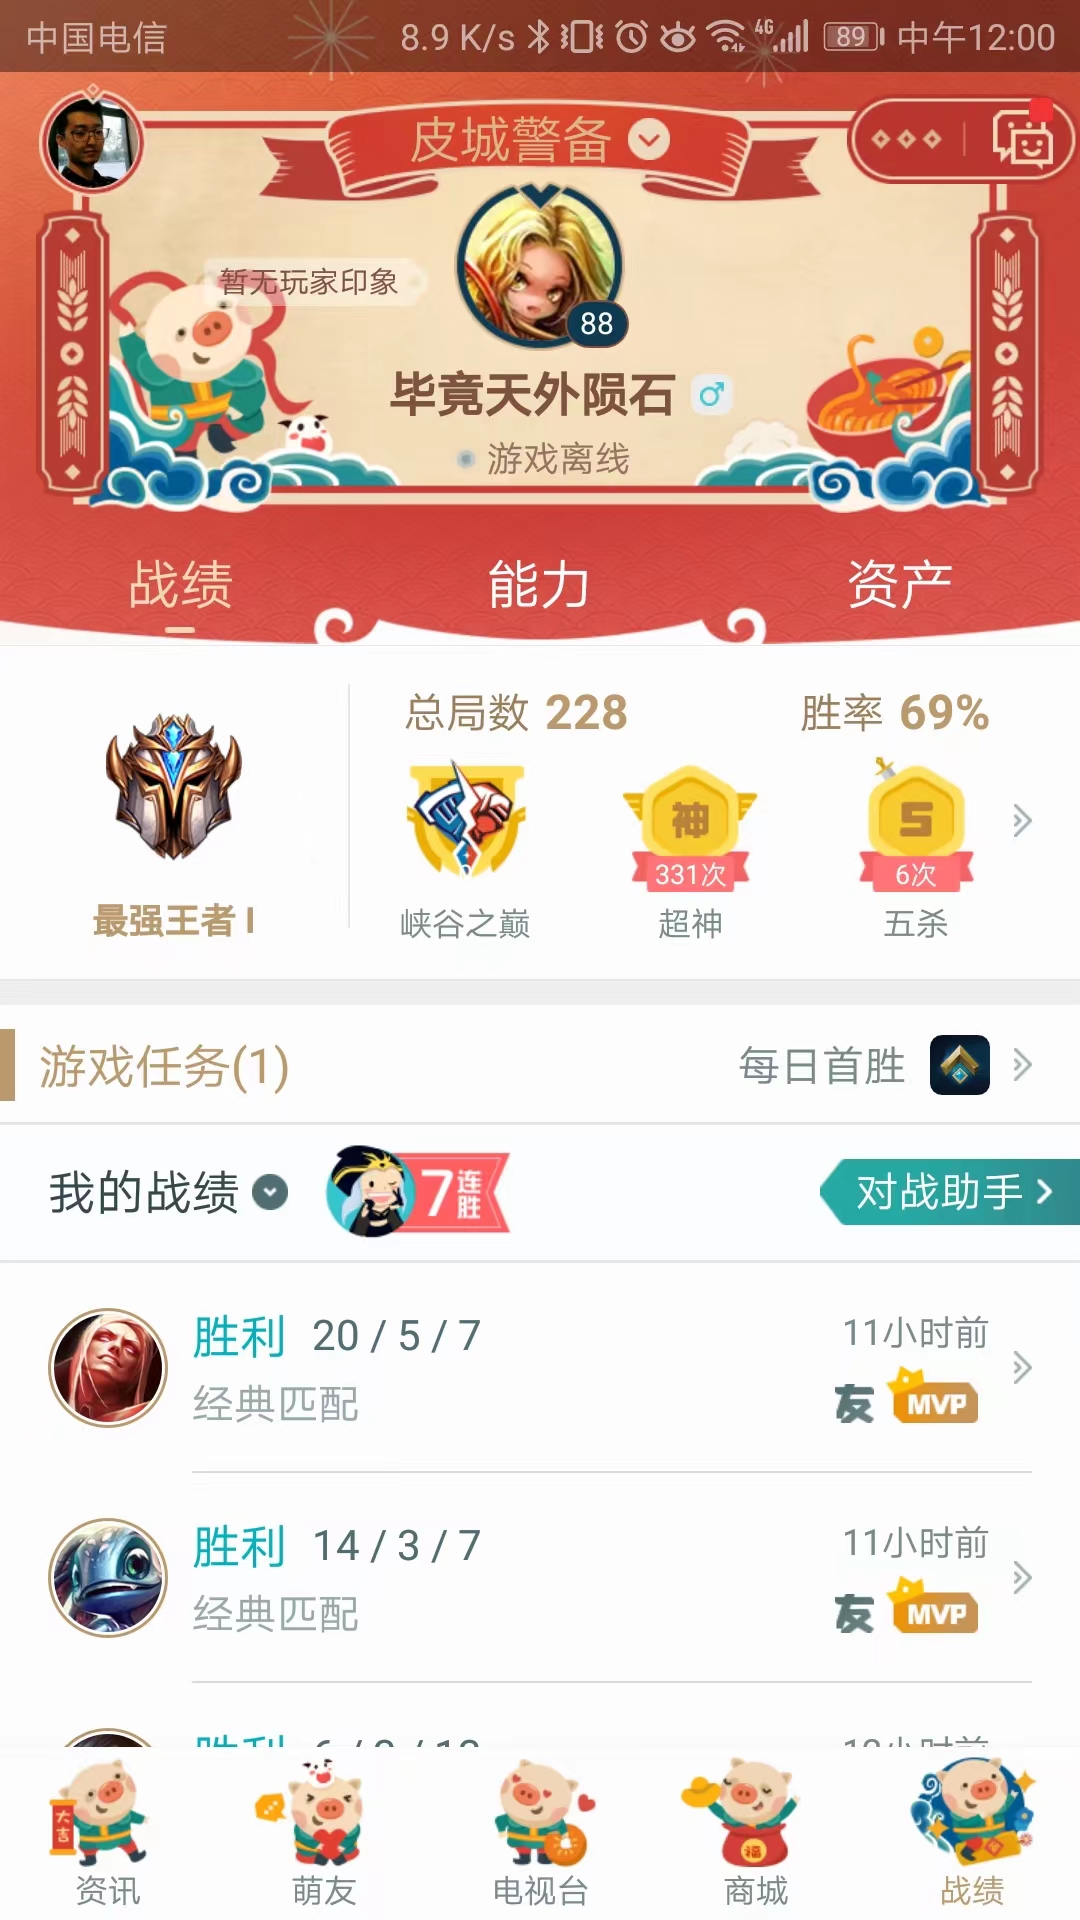 中国电信 8.9 K/s 4G 89 中午12:00
皮城警备
暂无玩家印象
88
毕竟天外陨石
游戏离线
战绩 能力 资产
总局数 228 胜率 69%
神 5
331次 6次
最强王者 I 峡谷之巅 超神 五杀
游戏任务(1) 每日首胜
我的战绩 7连胜 对战助手
胜利 20 / 5 / 7 11小时前
经典匹配 友 MVP
胜利 14 / 3 / 7 11小时前
经典匹配 友 MVP
胜利
大吉 福
资讯 萌友 电视台 商城 战绩